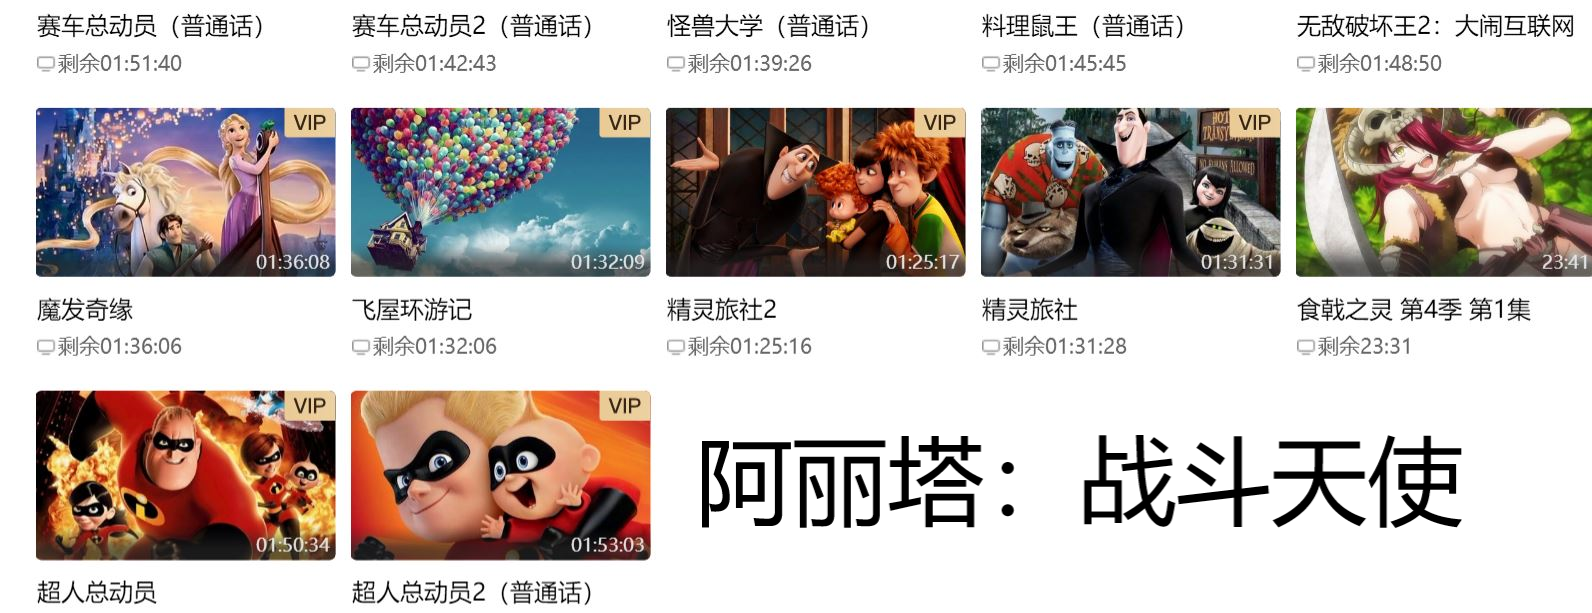 赛车总动员（普通话）
赛车总动员2（普通话）
怪兽大学（普通话）
料理鼠王（普通话）
无敌破坏王2：大闹互联网
剩余01:51:40
剩余01:42:43
剩余01:39:26
剩余01:45:45
剩余01:48:50
VIP
VIP
VIP
VIP
NO HUMANS ALLOWED
01:36:08
01:32:09
01:25:17
01:31:31
23:41
魔发奇缘
飞屋环游记
精灵旅社2
精灵旅社
食戟之灵 第4季 第1集
剩余01:36:06
剩余01:32:06
剩余01:25:16
剩余01:31:28
剩余23:31
VIP
VIP
阿丽塔：战斗天使
01:50:34
01:53:03
超人总动员
超人总动员2（普通话）